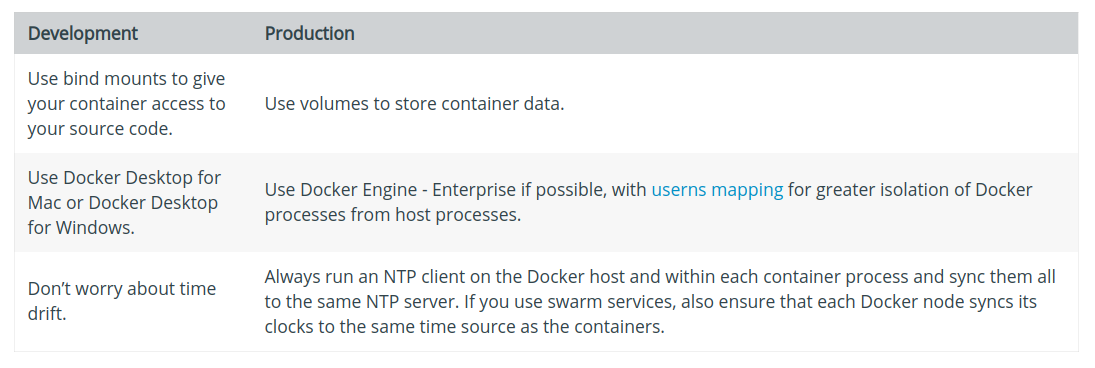 Development Production
Use bind mounts to give
your container access to
your source code.
Use volumes to store container data.
Use Docker Desktop for
Mac or Docker Desktop
for Windows.
Use Docker Engine - Enterprise if possible, with userns mapping for greater isolation of Docker
processes from host processes.
Don’t worry about time
drift.
Always run an NTP client on the Docker host and within each container process and sync them all
to the same NTP server. If you use swarm services, also ensure that each Docker node syncs its
clocks to the same time source as the containers.